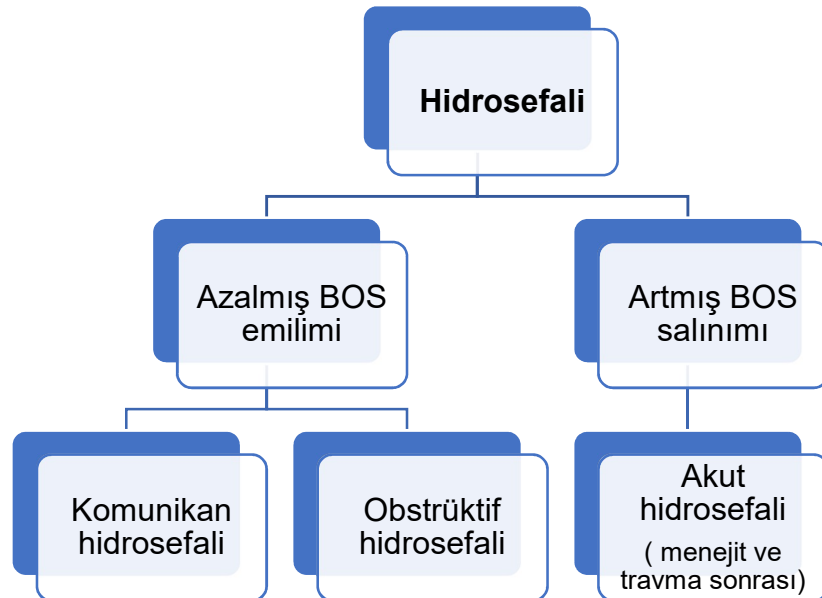 Hidrosefali
Azalmış BOS
emilimi
Artmış BOS
salınımı
Komunikan
hidrosefali
Obstrüktif
hidrosefali
Akut
hidrosefali
( menejit ve
travma sonrası)